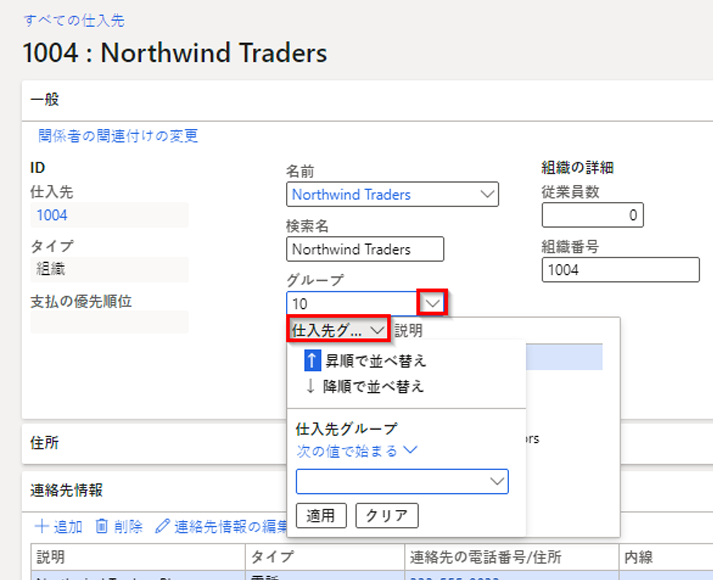 すべての仕入先
1004 : Northwind Traders
一般
関係者の関連付けの変更
ID
仕入先
1004
タイプ
組織
支払の優先順位
名前
Northwind Traders
検索名
Northwind Traders
グループ
10
組織の詳細
従業員数
0
組織番号
1004
仕入先グ... 説明
↑ 昇順で並べ替え
↓ 降順で並べ替え
仕入先グループ
次の値で始まる
適用 クリア
ors
住所
連絡先情報
+ 追加 削除 連絡先情報の編集
説明 タイプ 連絡先の電話番号/住所 内線